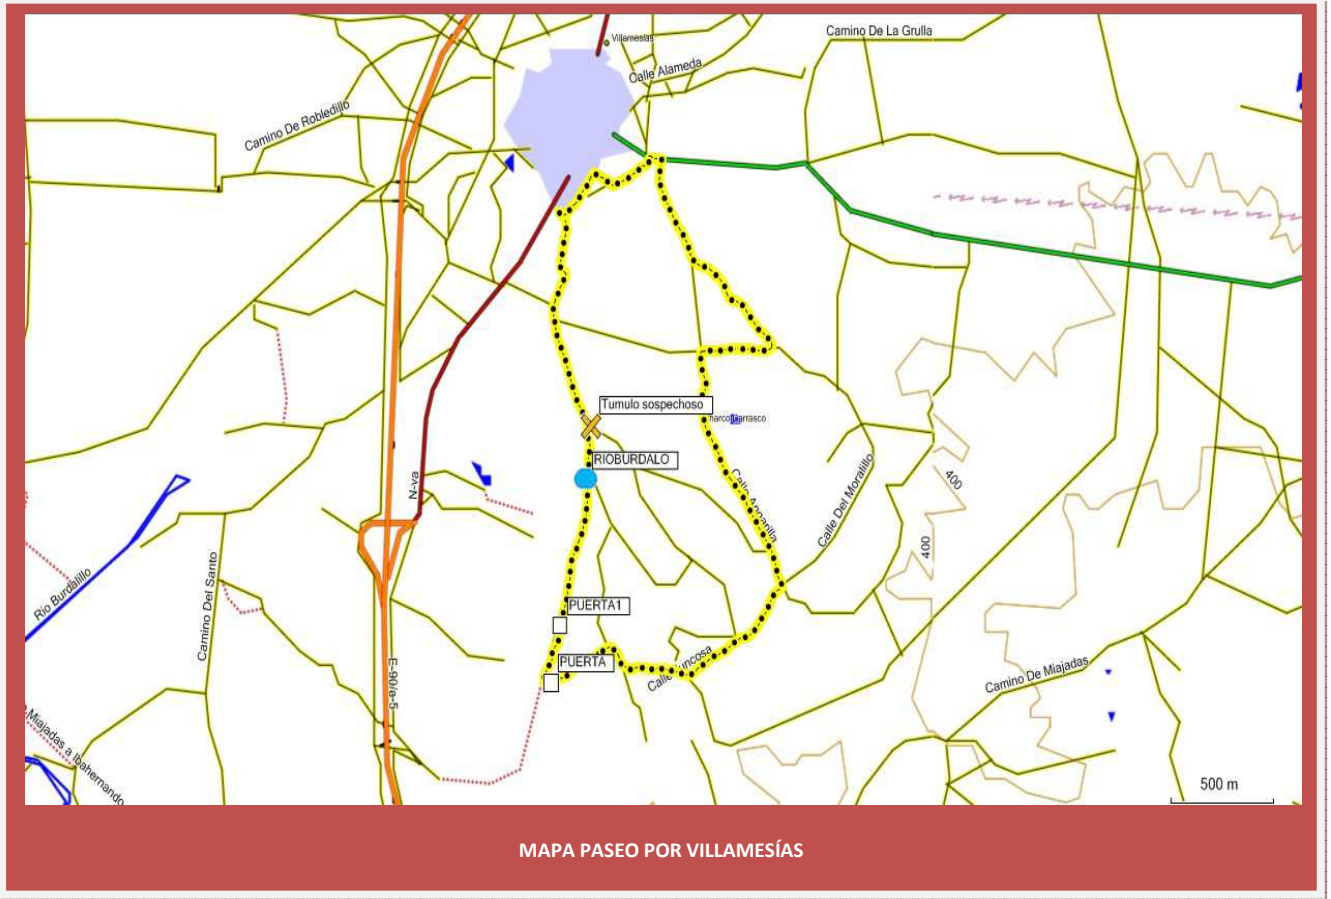 Villamesías
Camino De La Grulla
Calle Alameda
Camino De Robledillo
Tumulo sospechoso
RIOBURDALO
N-va
Calle Del Moralillo
400
400
Rio Burdalillo
Camino Del Santo
PUERTA1
PUERTA
E-90/a-5
Camino De Miajadas
Miajadas a Ibahernando
500 m
MAPA PASEO POR VILLAMESÍAS